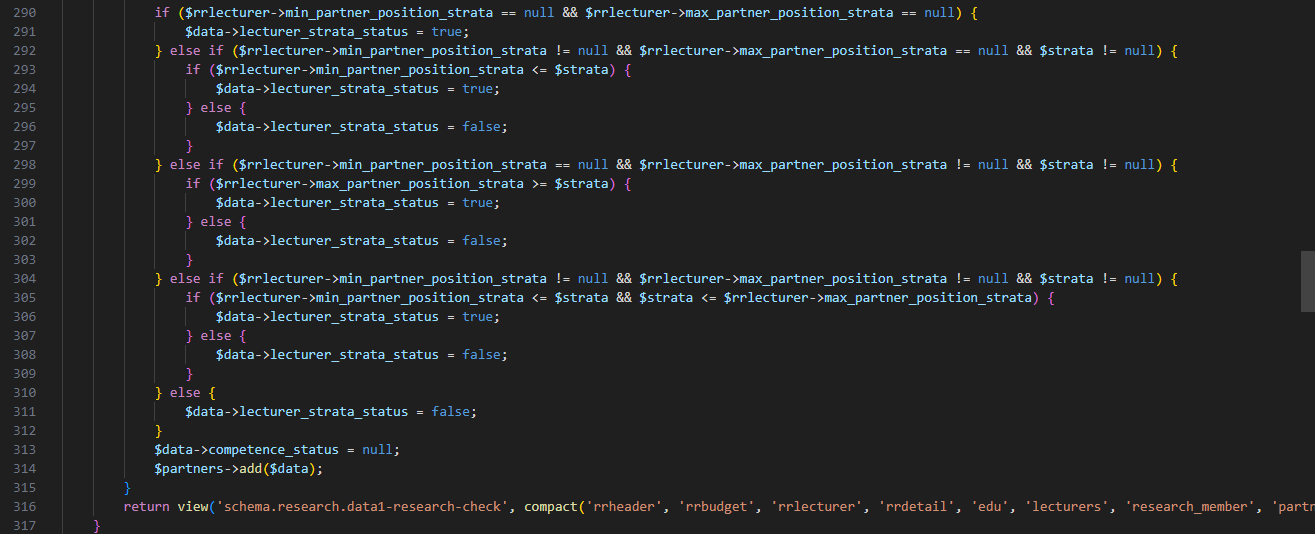 290 if ($rrlecturer->min_partner_position_strata == null && $rrlecturer->max_partner_position_strata == null) {
291 $data->lecturer_strata_status = true;
292 } else if ($rrlecturer->min_partner_position_strata != null && $rrlecturer->max_partner_position_strata == null && $strata != null) {
293 if ($rrlecturer->min_partner_position_strata <= $strata) {
294 $data->lecturer_strata_status = true;
295 } else {
296 $data->lecturer_strata_status = false;
297 }
298 } else if ($rrlecturer->min_partner_position_strata == null && $rrlecturer->max_partner_position_strata != null && $strata != null) {
299 if ($rrlecturer->max_partner_position_strata >= $strata) {
300 $data->lecturer_strata_status = true;
301 } else {
302 $data->lecturer_strata_status = false;
303 }
304 } else if ($rrlecturer->min_partner_position_strata != null && $rrlecturer->max_partner_position_strata != null && $strata != null) {
305 if ($rrlecturer->min_partner_position_strata <= $strata && $strata <= $rrlecturer->max_partner_position_strata) {
306 $data->lecturer_strata_status = true;
307 } else {
308 $data->lecturer_strata_status = false;
309 }
310 } else {
311 $data->lecturer_strata_status = false;
312 }
313 $data->competence_status = null;
314 $partners->add($data);
315 }
316 return view('schema.research.data1-research-check', compact('rrheader', 'rrbudget', 'rrlecturer', 'rrdetail', 'edu', 'lecturers', 'research_member', 'partn
317 }